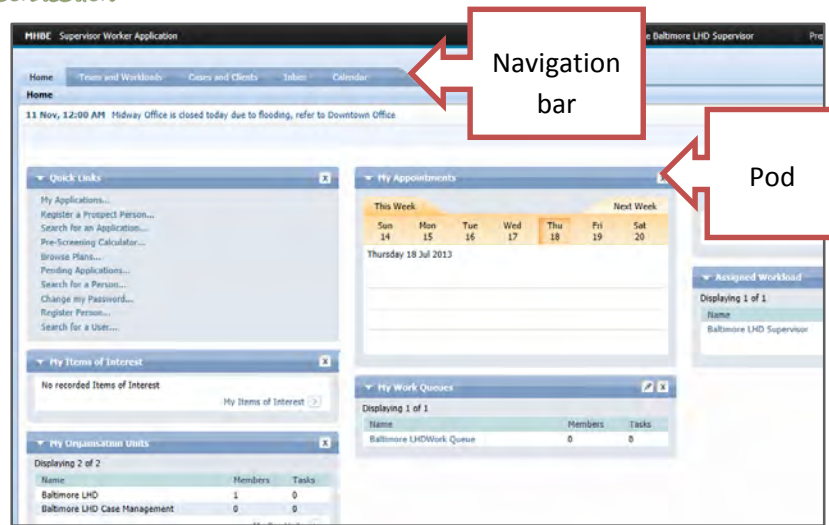 MHBE Supervisor Worker Application
e Baltimore LHD Supervisor
Navigation
bar
Home Teams and Workloads Cases and Clients Inbox Calendar
Home
11 Nov, 12:00 AM Midway Office is closed today due to flooding, refer to Downtown Office
Pod
Quick Links
My Applications...
Register a Prospect Person...
Search for an Application...
Pre-Screening Calculator...
Browse Plans...
Pending Applications...
Search for a Person...
Change my Password...
Register Person...
Search for a User...
My Items of Interest
No recorded Items of Interest
My Items of Interest
My Organisation Units
Displaying 2 of 2
Name Members Tasks
Baltimore LHD 1 0
Baltimore LHD Case Management 0 0
My Appointments
This Week Next Week
Sun Mon Tue Wed Thu Fri Sat
14 15 16 17 18 19 20
Thursday 18 Jul 2013
My Work Queues
Displaying 1 of 1
Name Members Tasks
Baltimore LHDWork Queue 0 0
Assigned Workload
Displaying 1 of 1
Name
Baltimore LHD Supervisor